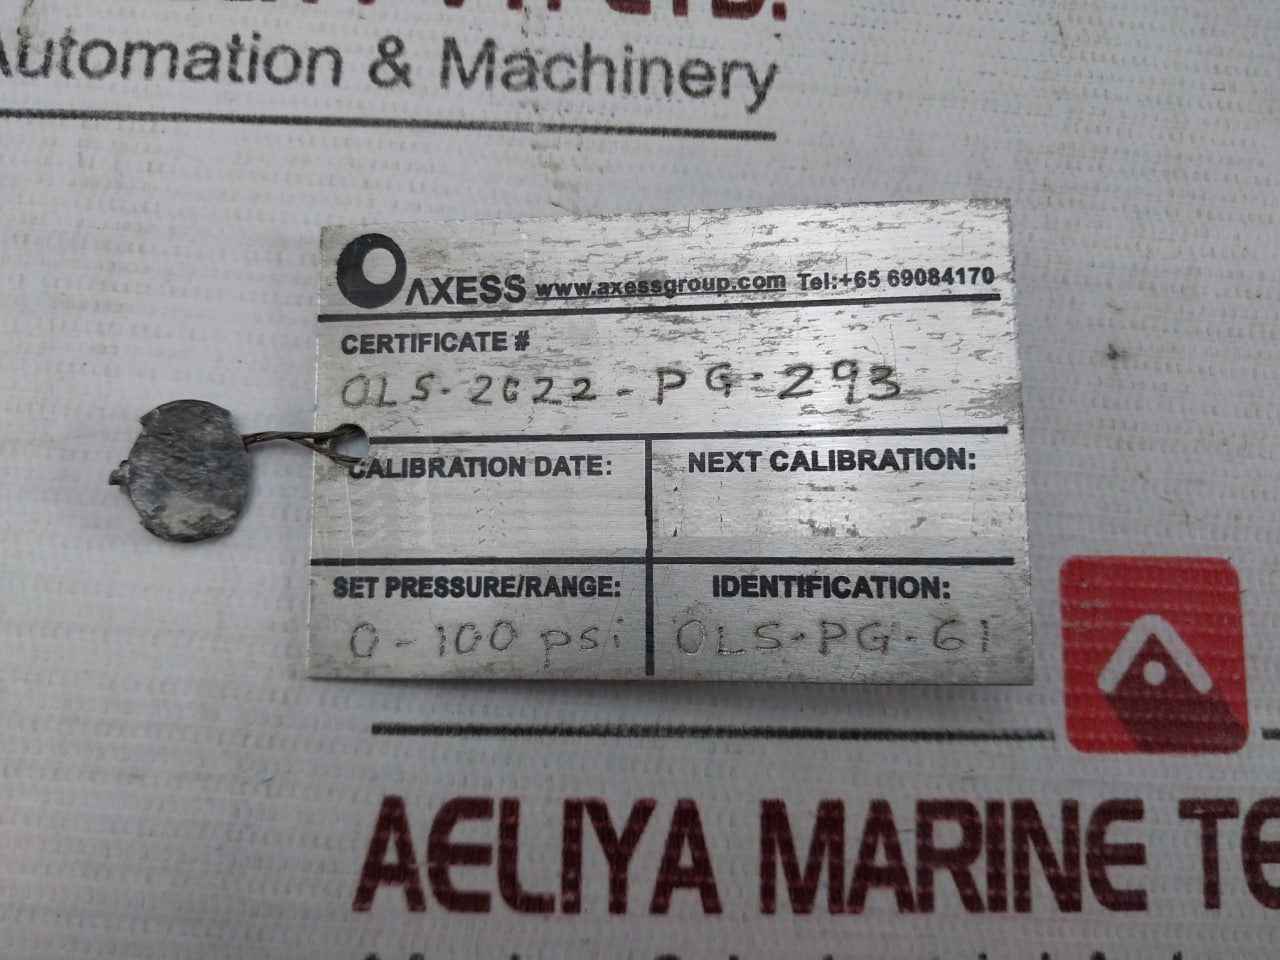 LTD.
Automation & Machinery
AXESS www.axessgroup.com Tel:+65 69084170
CERTIFICATE #
OLS-2022-PG-293
CALIBRATION DATE:
NEXT CALIBRATION:
SET PRESSURE/RANGE:
0-100 psi
IDENTIFICATION:
OLS-PG-61
AELIYA MARINE TE